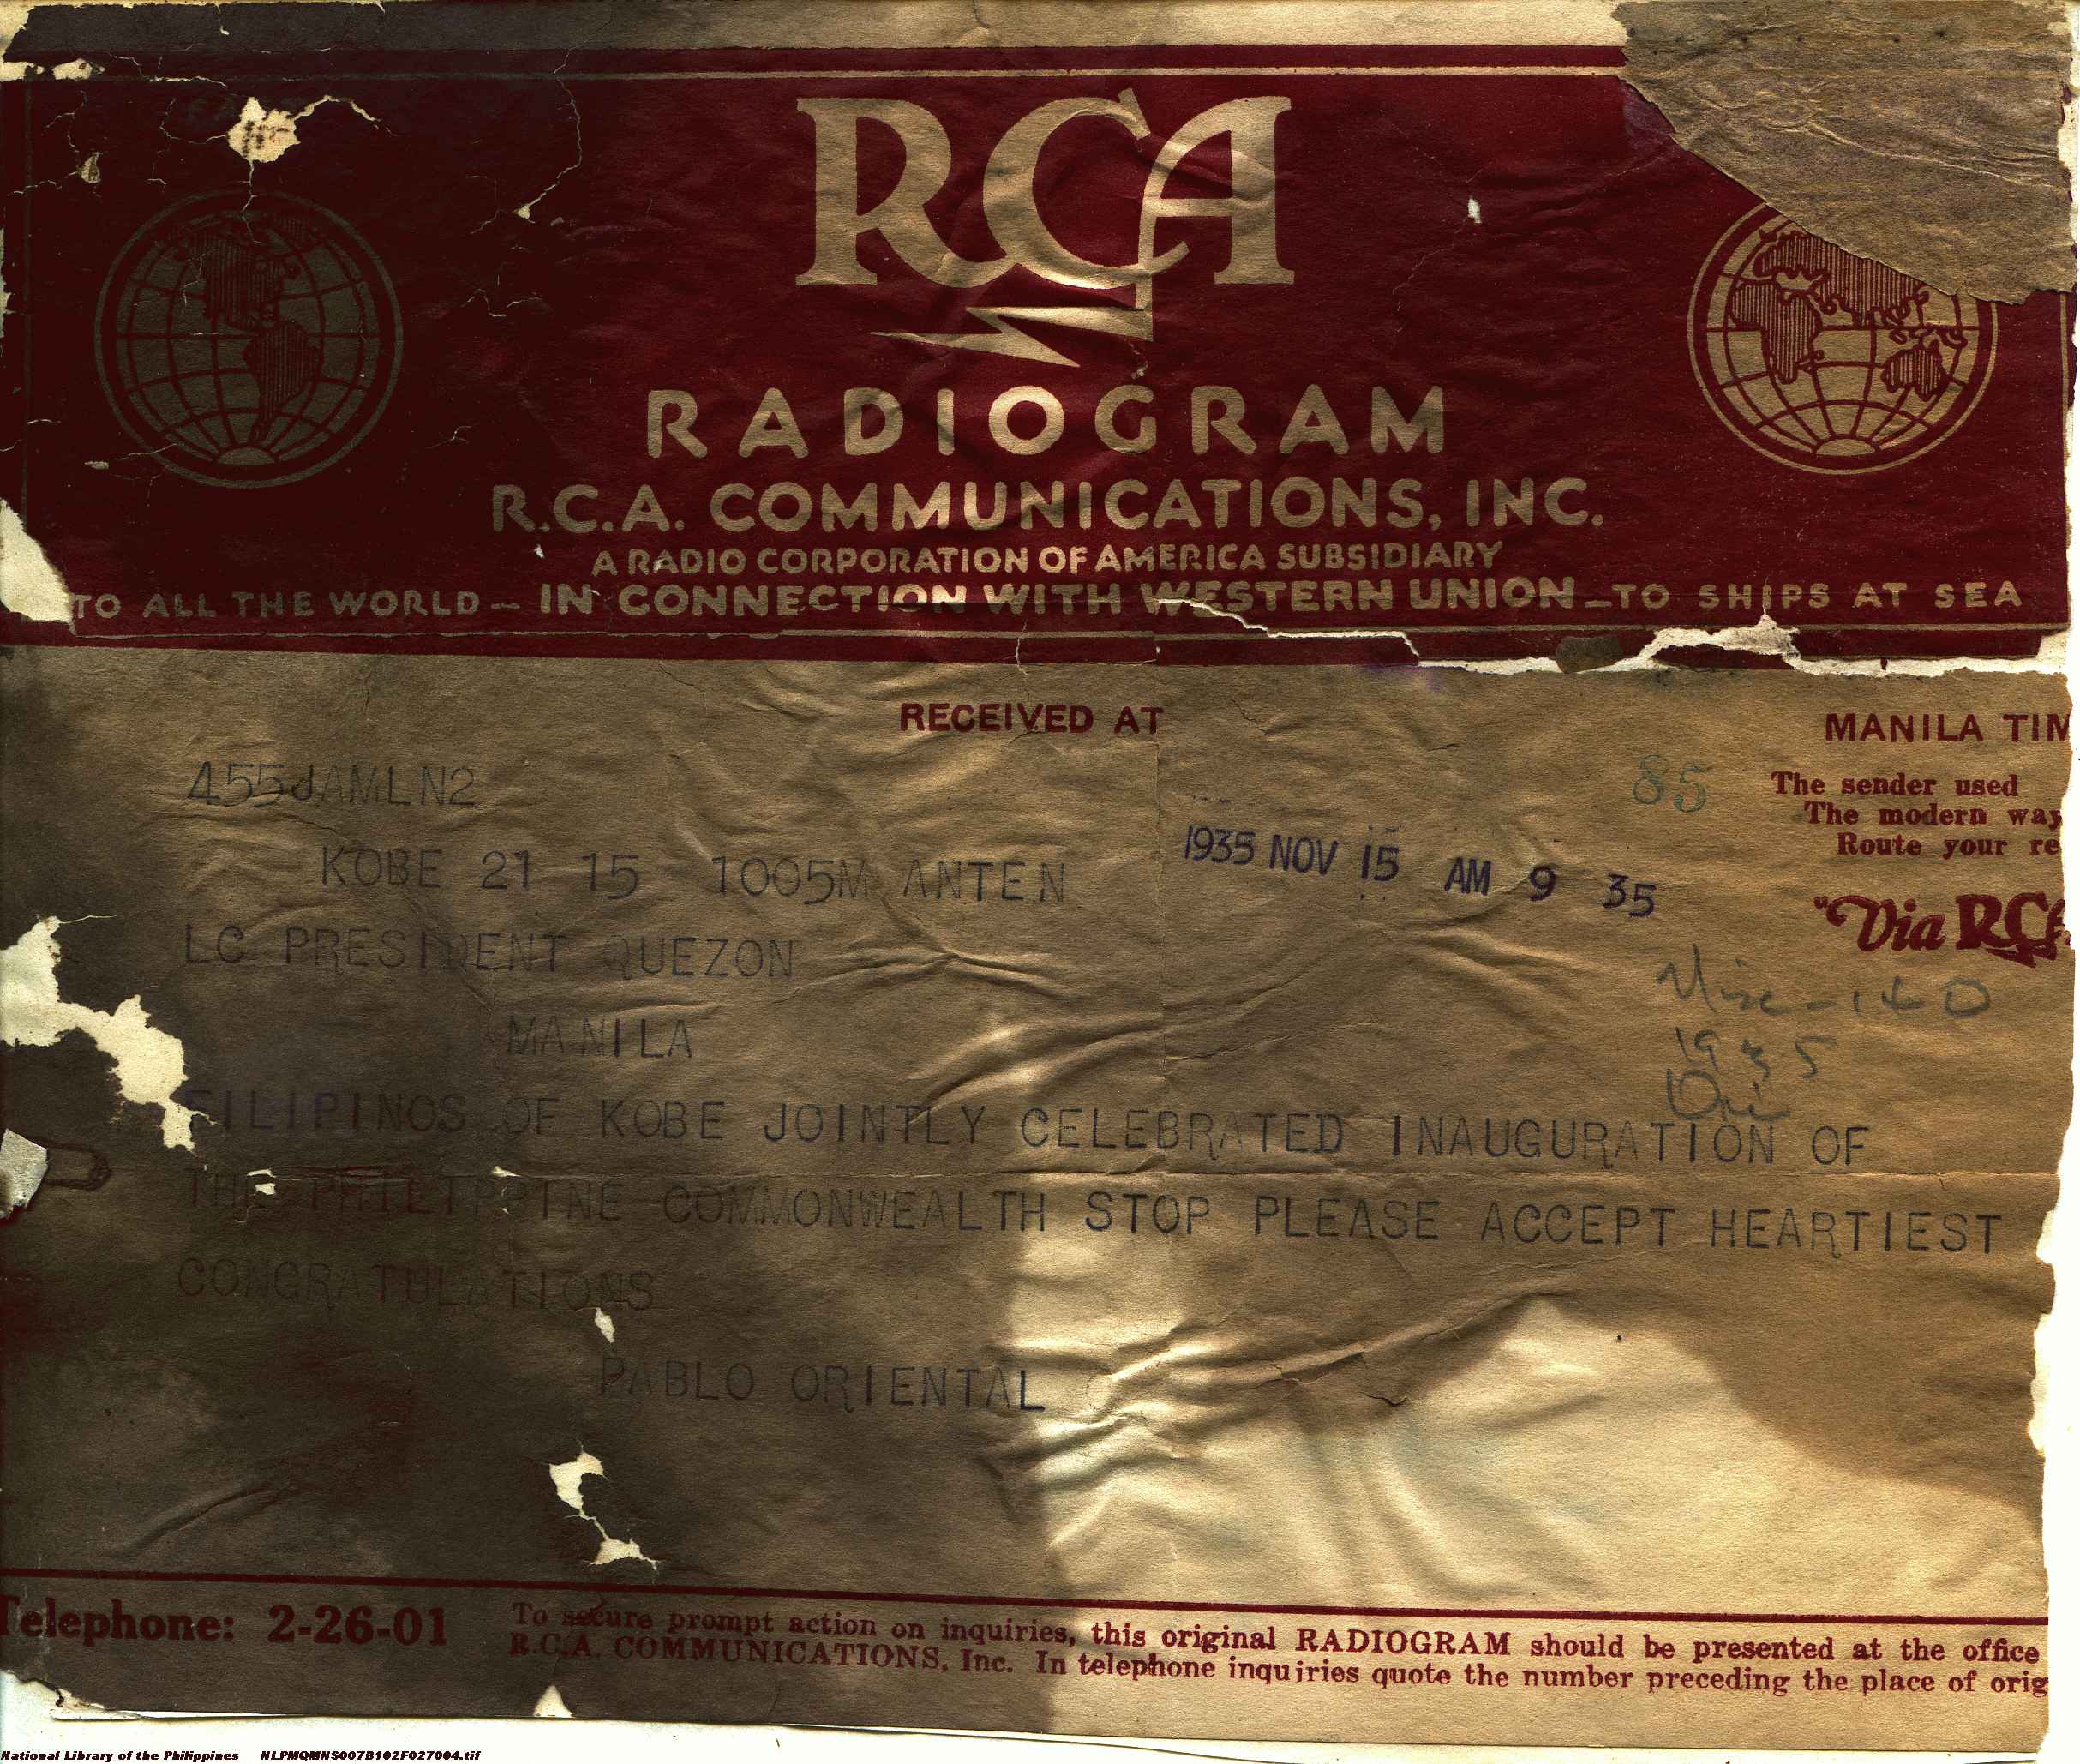 RCA
RADIOGRAM
R.C.A. COMMUNICATIONS, INC.
A RADIO CORPORATION OF AMERICA SUBSIDIARY
TO ALL THE WORLD – IN CONNECTION WITH WESTERN UNION – TO SHIPS AT SEA
RECEIVED AT
MANILA TIM
455JAMLN2
85
The sender used
The modern way
Route your re
"Via RCA
KOBE 21 15 1005M ANTEN
1935 NOV 15 AM 9 35
LC PRESIDENT QUEZON
MANILA
1935
FILIPINOS OF KOBE JOINTLY CELEBRATED INAUGURATION OF
THE PHILIPPINE COMMONWEALTH STOP PLEASE ACCEPT HEARTIEST
CONGRATULATIONS
PABLO ORIENTAL
Telephone: 2-26-01
To secure prompt action on inquiries, this original RADIOGRAM should be presented at the office
R.C.A. COMMUNICATIONS, Inc. In telephone inquiries quote the number preceding the place of orig
National Library of the Philippines NLPMQMNS007B102F027004.tif